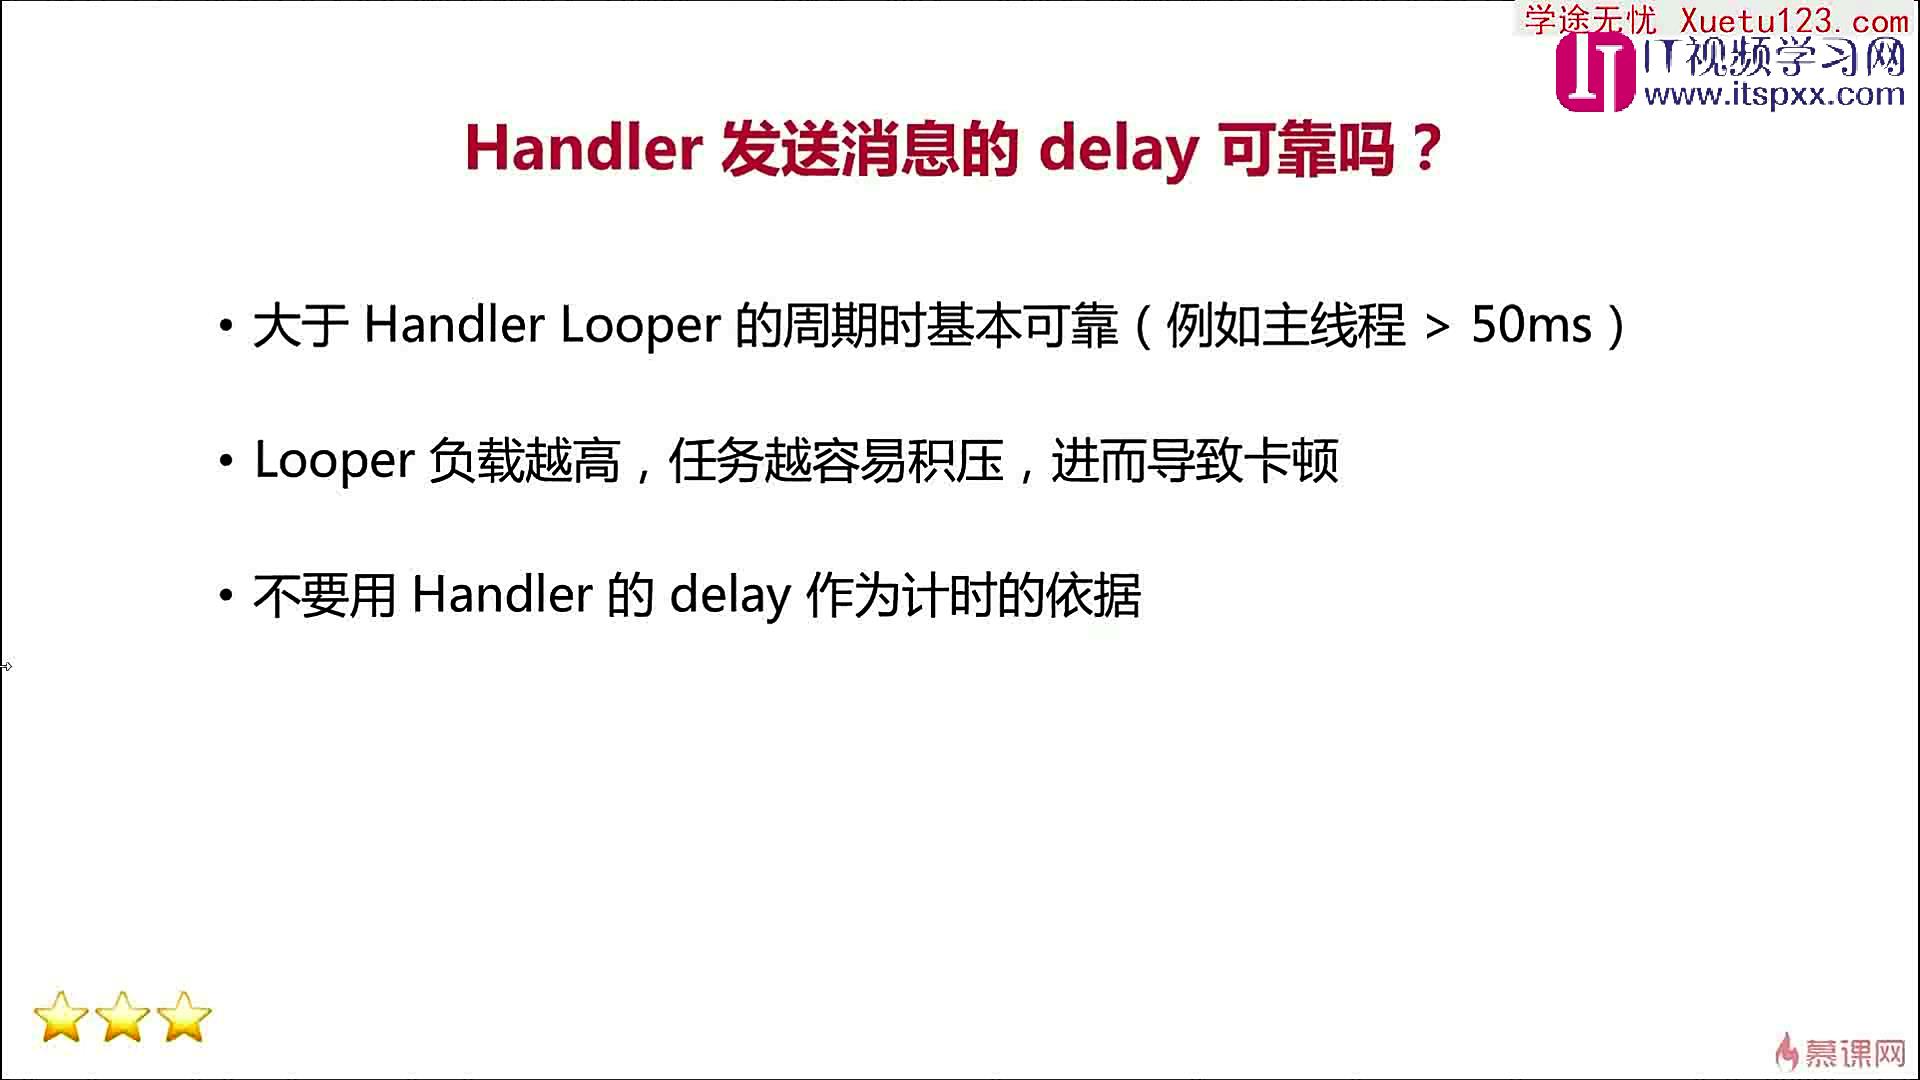 学途无忧 Xuetu123.com
IT视频学习网
www.itspxx.com
Handler 发送消息的 delay 可靠吗？
• 大于 Handler Looper 的周期时基本可靠（例如主线程 > 50ms）
• Looper 负载越高，任务越容易积压，进而导致卡顿
• 不要用 Handler 的 delay 作为计时的依据
慕课网